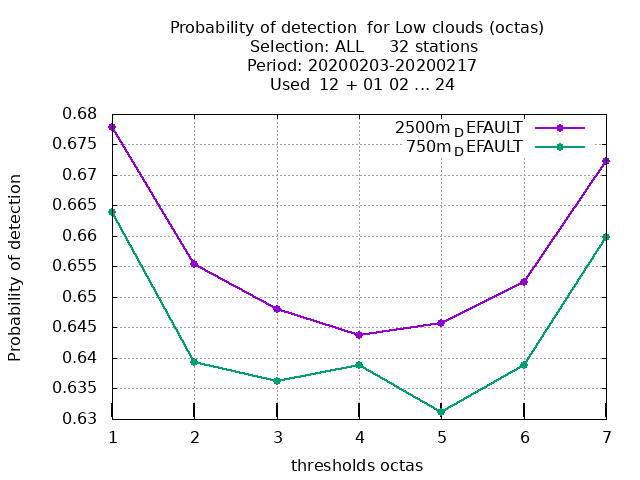 Probability of detection  for Low clouds (octas)
Selection: ALL     32 stations
Period: 20200203-20200217
Used  12 + 01 02 ... 24
2500m_DEFAULT
750m_DEFAULT
0.68
0.675
0.67
0.665
0.66
0.655
0.65
0.645
0.64
0.635
0.63
Probability of detection
1 2 3 4 5 6 7
thresholds octas